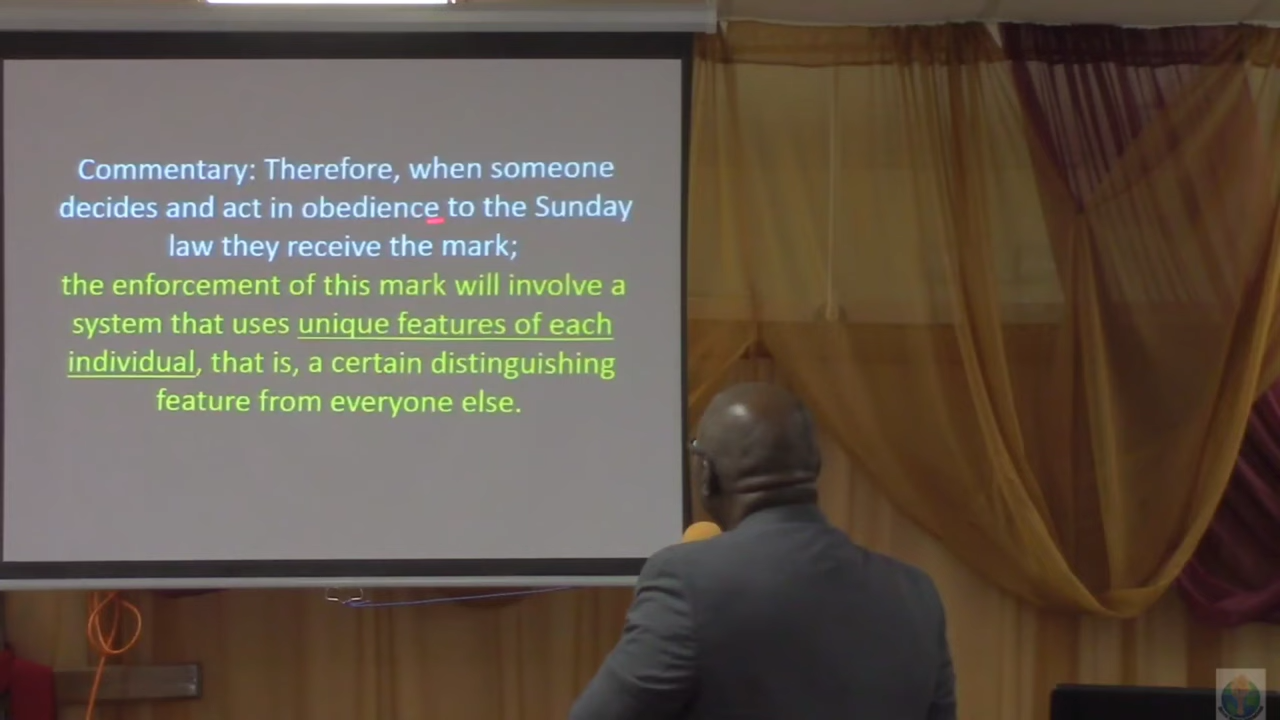 Commentary: Therefore, when someone
decides and act in obedience to the Sunday
law they receive the mark;
the enforcement of this mark will involve a
system that uses unique features of each
individual, that is, a certain distinguishing
feature from everyone else.